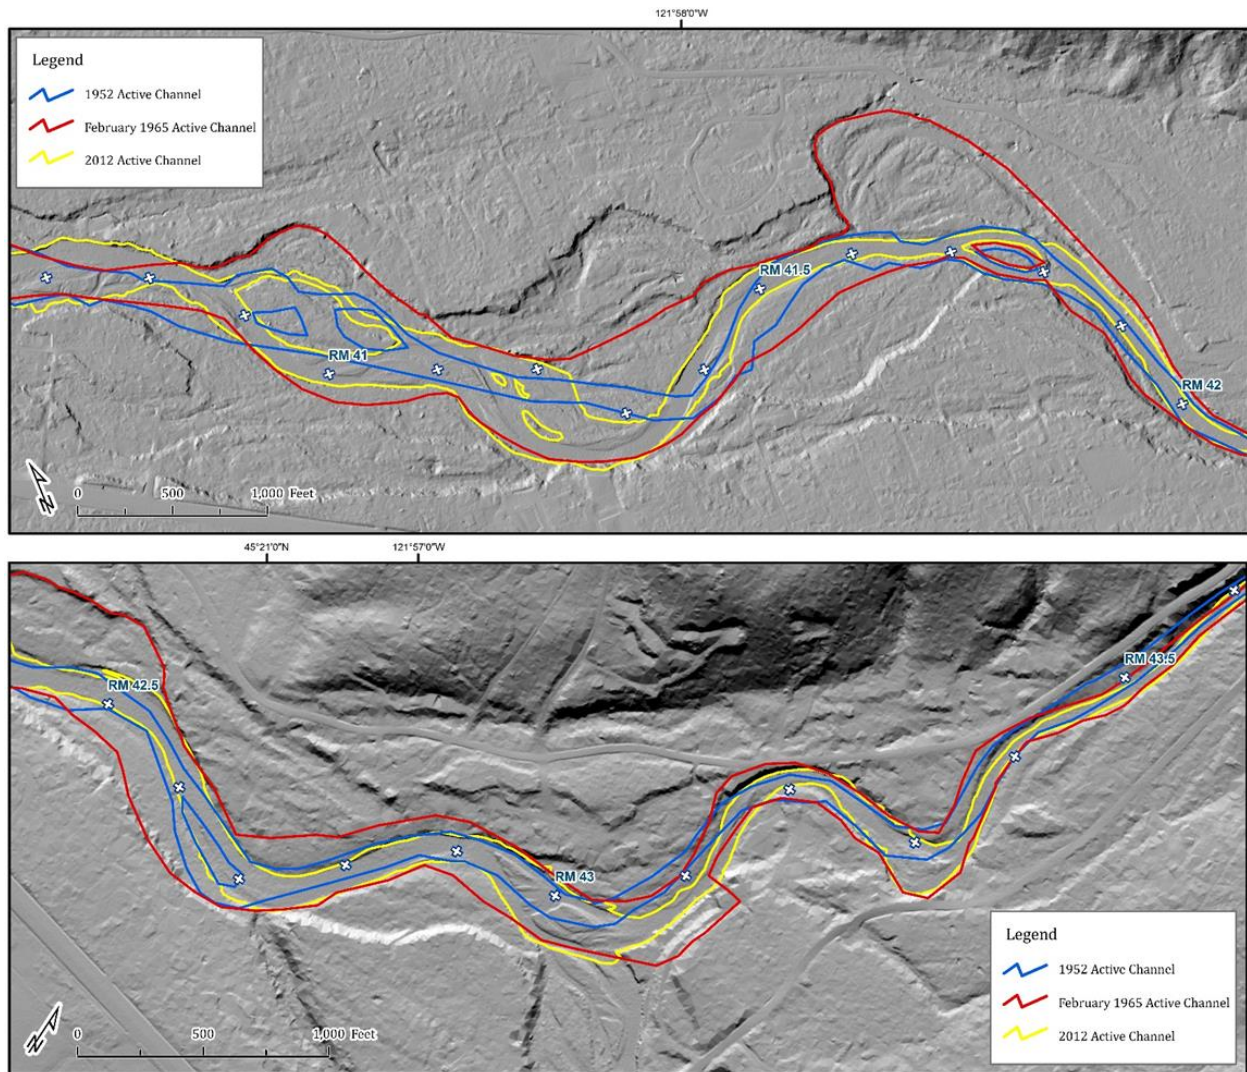 121°58'0"W
Legend
1952 Active Channel
February 1965 Active Channel
2012 Active Channel
RM 41.5
RM 41
RM 42
N
0 500 1,000 Feet
45°21'0"N 121°57'0"W
RM 43.5
RM 42.5
RM 43
Legend
1952 Active Channel
February 1965 Active Channel
2012 Active Channel
N
0 500 1,000 Feet